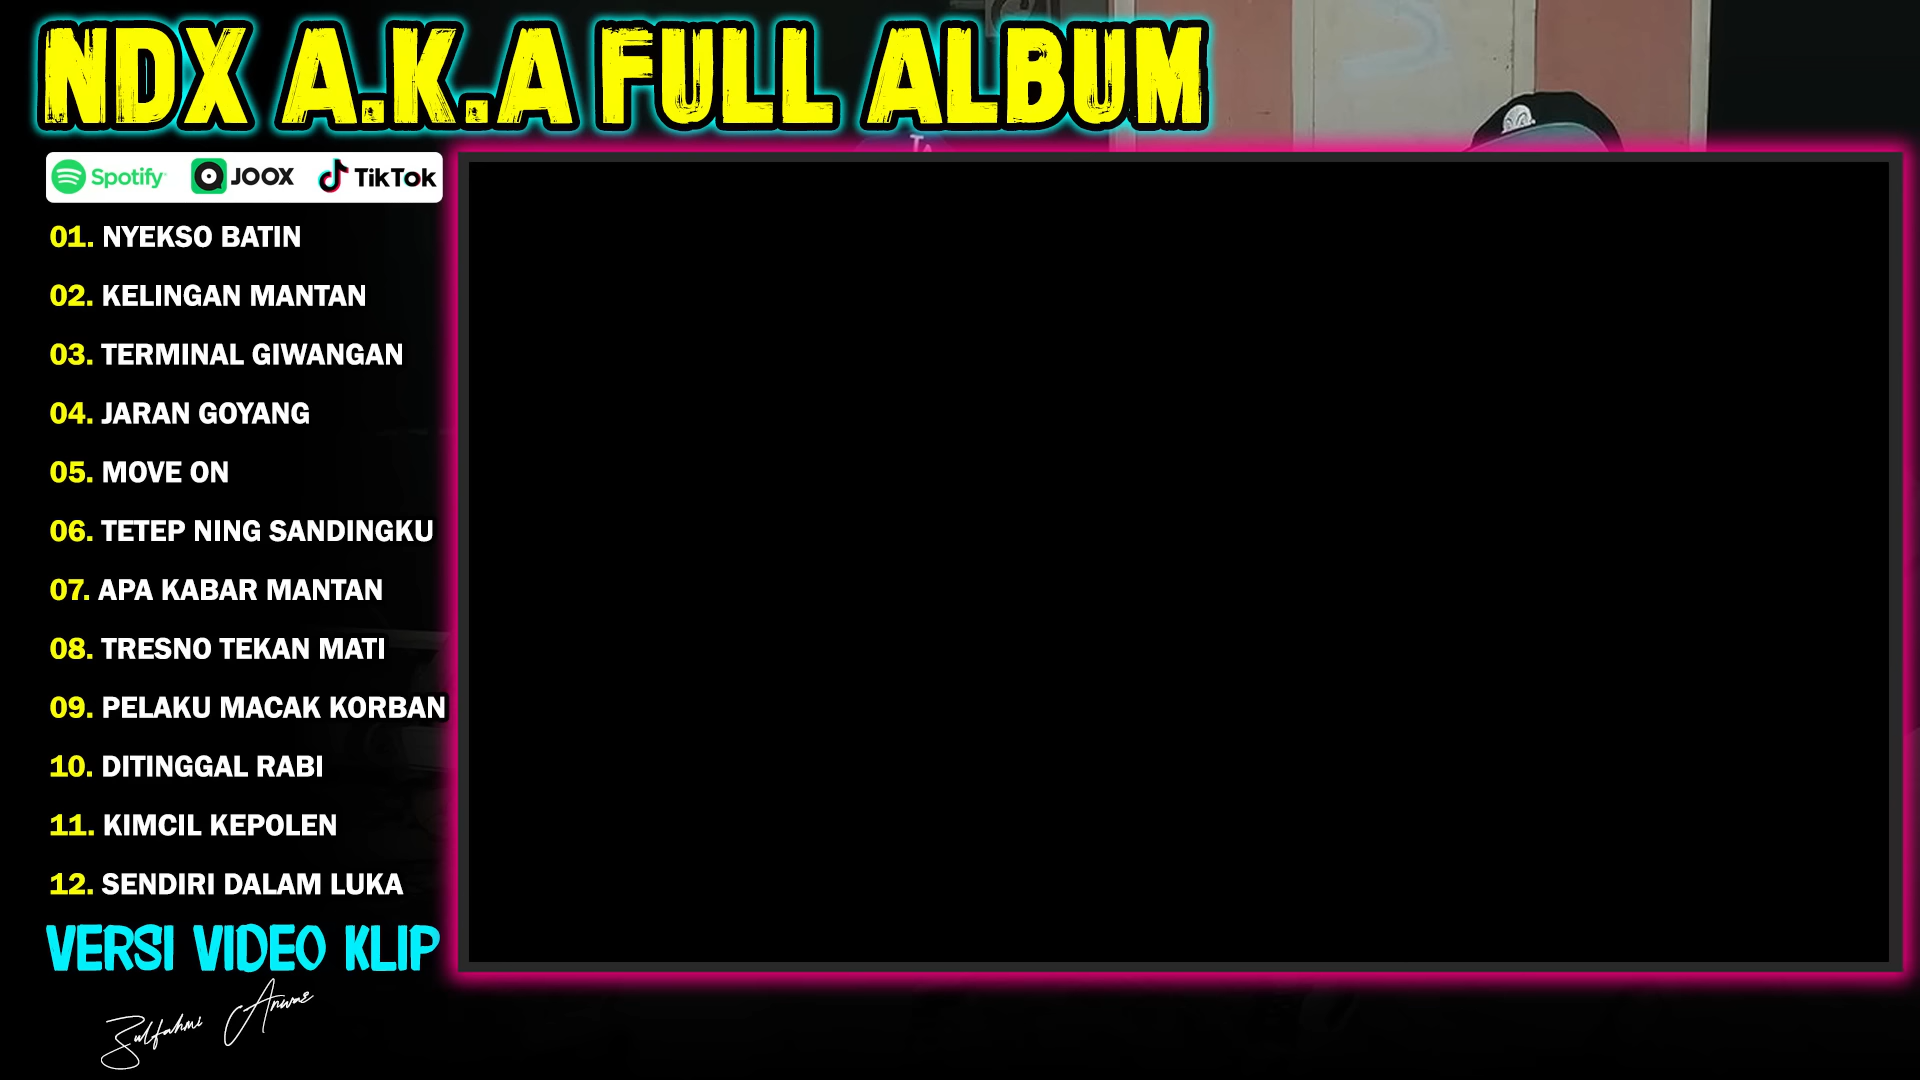 NDX A.K.A FULL ALBUM
Spotify JOOX TikTok
01. NYEKSO BATIN
02. KELINGAN MANTAN
03. TERMINAL GIWANGAN
04. JARAN GOYANG
05. MOVE ON
06. TETEP NING SANDINGKU
07. APA KABAR MANTAN
08. TRESNO TEKAN MATI
09. PELAKU MACAK KORBAN
10. DITINGGAL RABI
11. KIMCIL KEPOLEN
12. SENDIRI DALAM LUKA
VERSI VIDEO KLIP
Zulfahmi Anwar